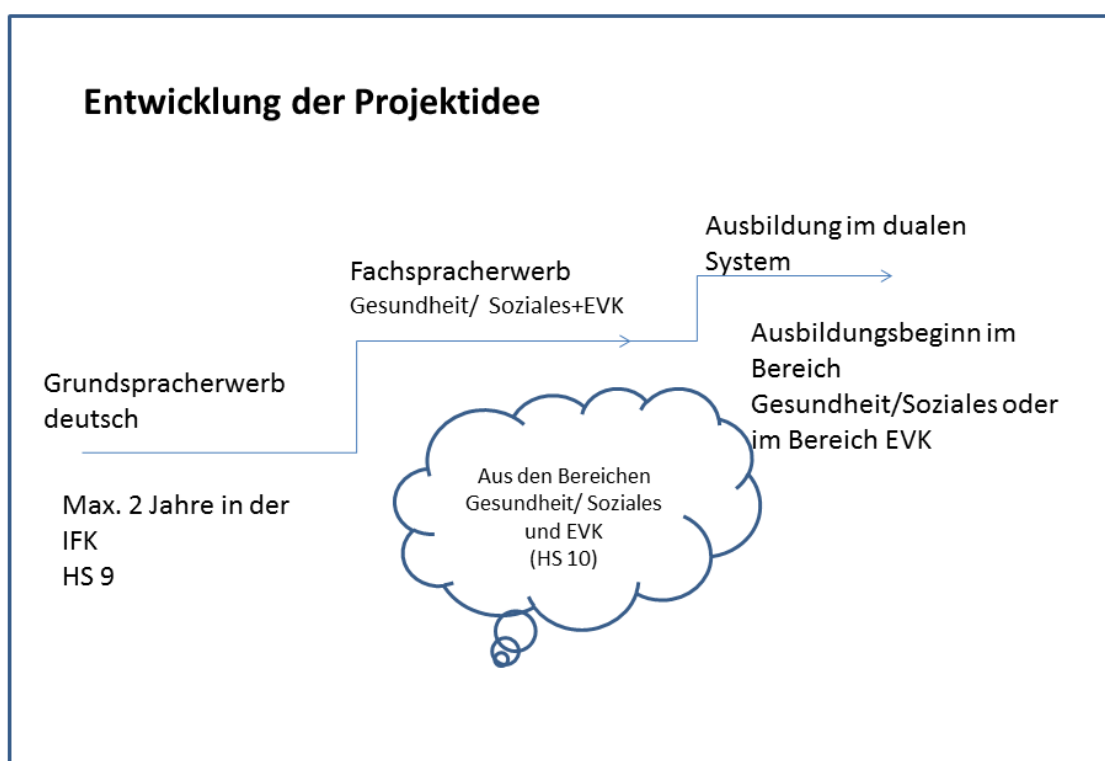 Entwicklung der Projektidee
Grundspracherwerb
deutsch
Max. 2 Jahre in der
IFK
HS 9
Fachspracherwerb
Gesundheit/ Soziales+EVK
Aus den Bereichen
Gesundheit/ Soziales
und EVK
(HS 10)
Ausbildung im dualen
System
Ausbildungsbeginn im
Bereich
Gesundheit/Soziales oder
im Bereich EVK